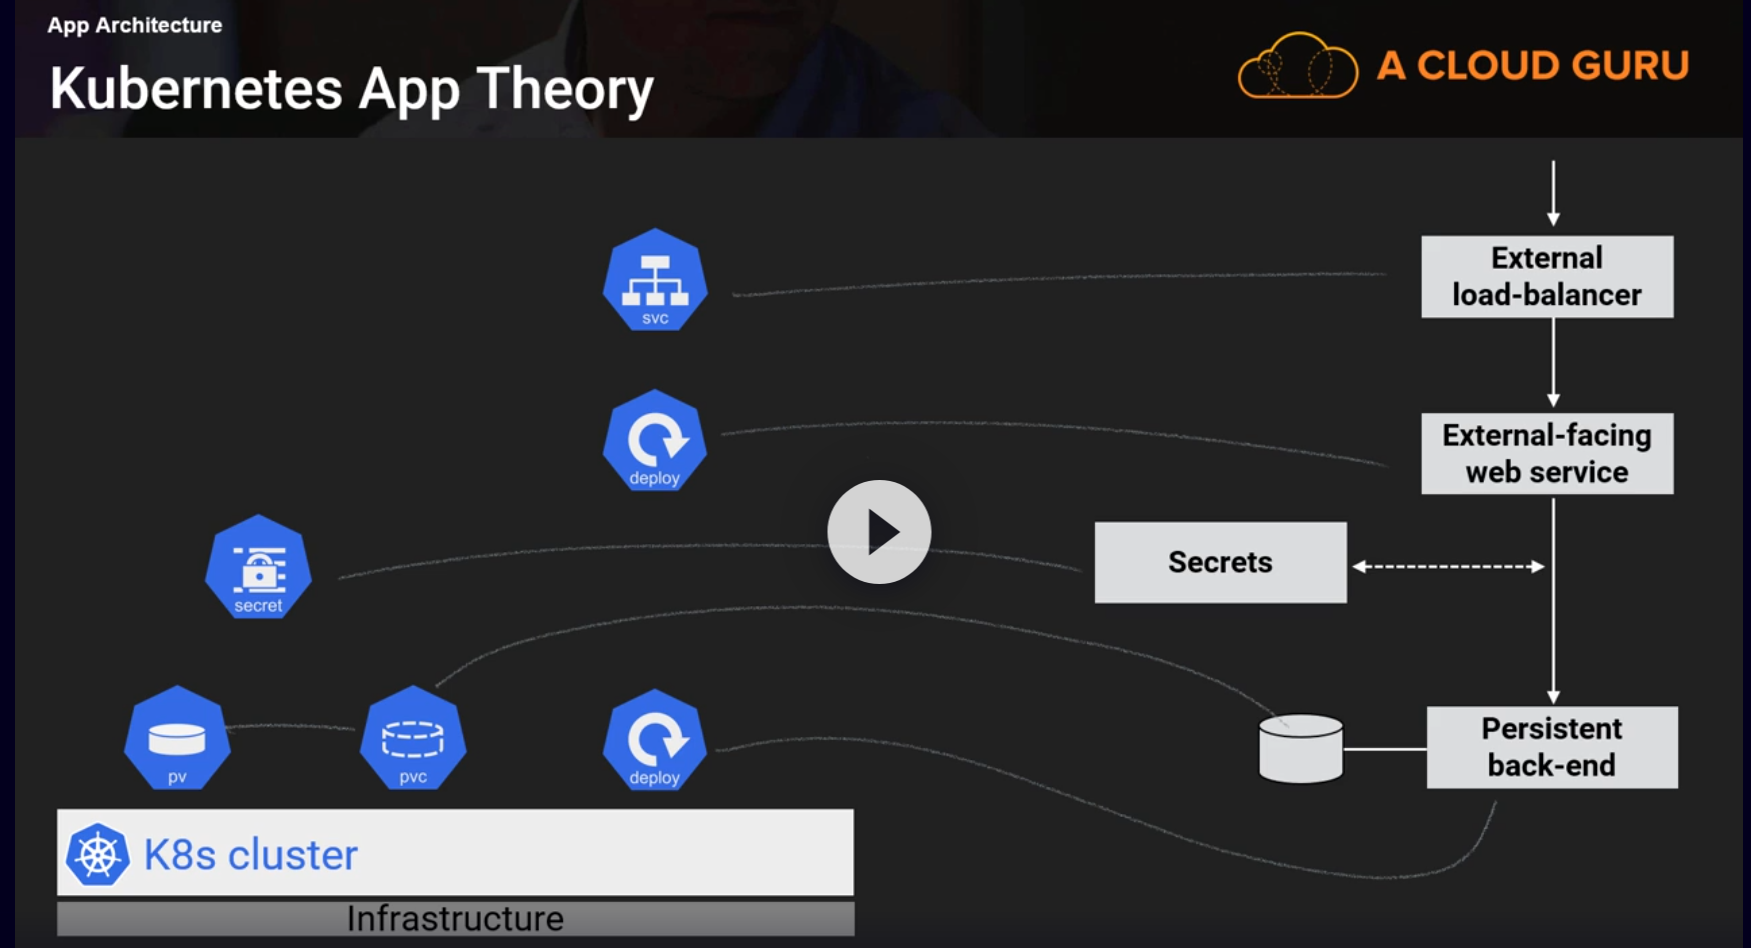 App Architecture
Kubernetes App Theory
A CLOUD GURU
svc
External
load-balancer
deploy
External-facing
web service
secret
Secrets
pv
pvc
deploy
Persistent
back-end
K8s cluster
Infrastructure